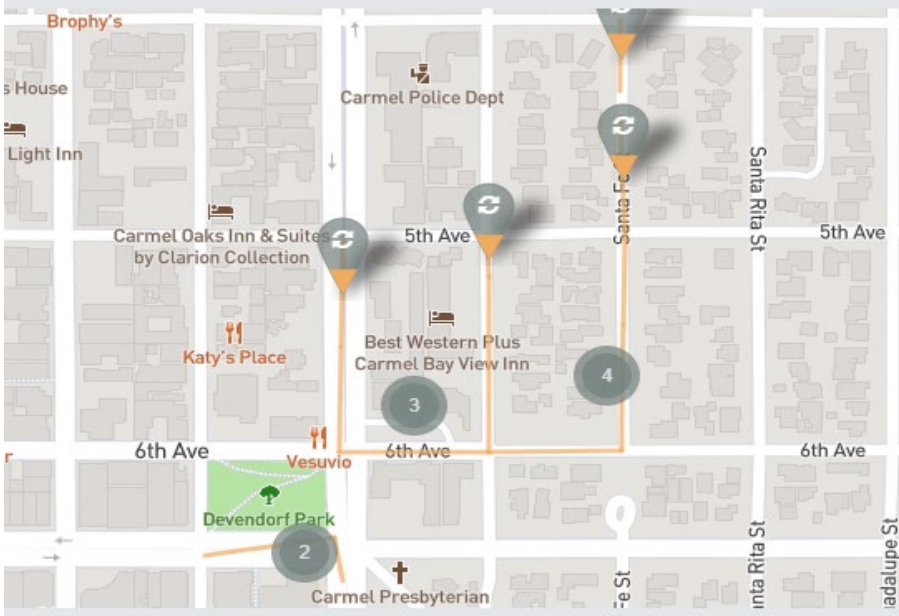 Brophy's
s House
Carmel Police Dept
Light Inn
Santa Rita St
Santa Fe
Carmel Oaks Inn & Suites
by Clarion Collection
5th Ave
5th Ave
Best Western Plus
Carmel Bay View Inn
Katy's Place
4
3
6th Ave
r
Vesuvio
6th Ave
6th Ave
Devendorf Park
2
Carmel Presbyterian
Fe St
anta Rita St
adalupe St